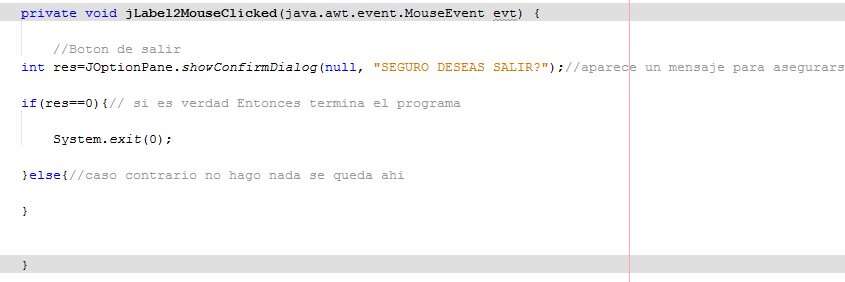 private void jLabel2MouseClicked(java.awt.event.MouseEvent evt) {
//Boton de salir
int res=JOptionPane.showConfirmDialog(null, "SEGURO DESEAS SALIR?");//aparece un mensaje para asegurars
if(res==0){// si es verdad Entonces termina el programa
System.exit(0);
}else{//caso contrario no hago nada se queda ahi
}
}